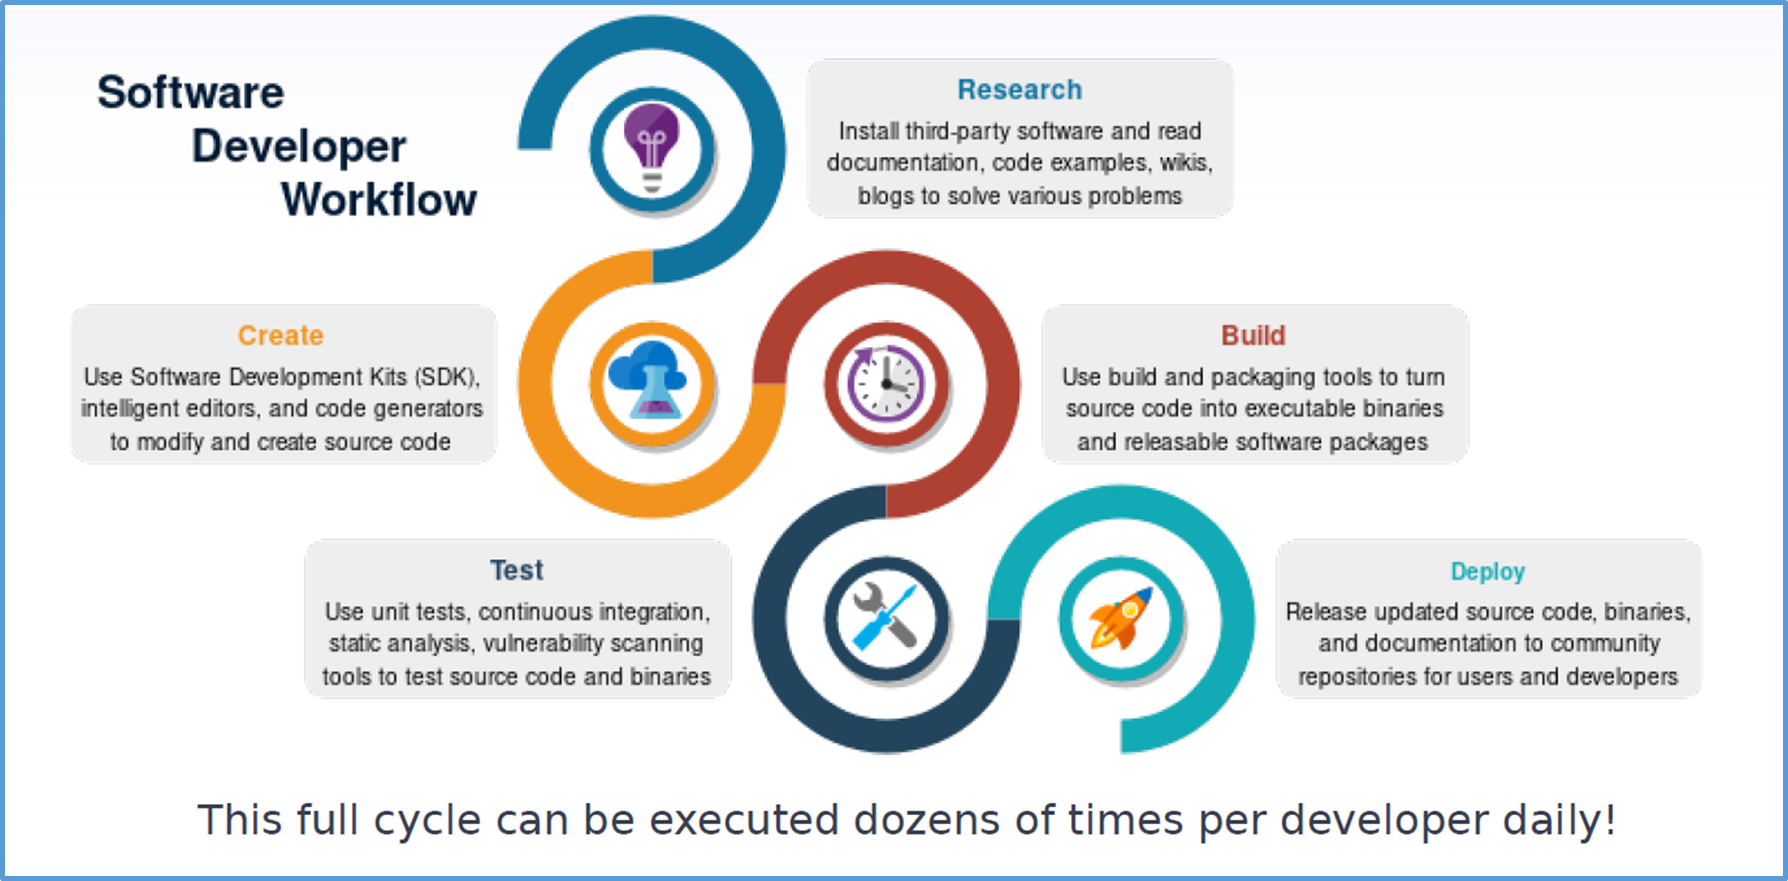 Software
Developer
Workflow
Research
Install third-party software and read
documentation, code examples, wikis,
blogs to solve various problems
Create
Use Software Development Kits (SDK),
intelligent editors, and code generators
to modify and create source code
Build
Use build and packaging tools to turn
source code into executable binaries
and releasable software packages
Test
Use unit tests, continuous integration,
static analysis, vulnerability scanning
tools to test source code and binaries
Deploy
Release updated source code, binaries,
and documentation to community
repositories for users and developers
This full cycle can be executed dozens of times per developer daily!